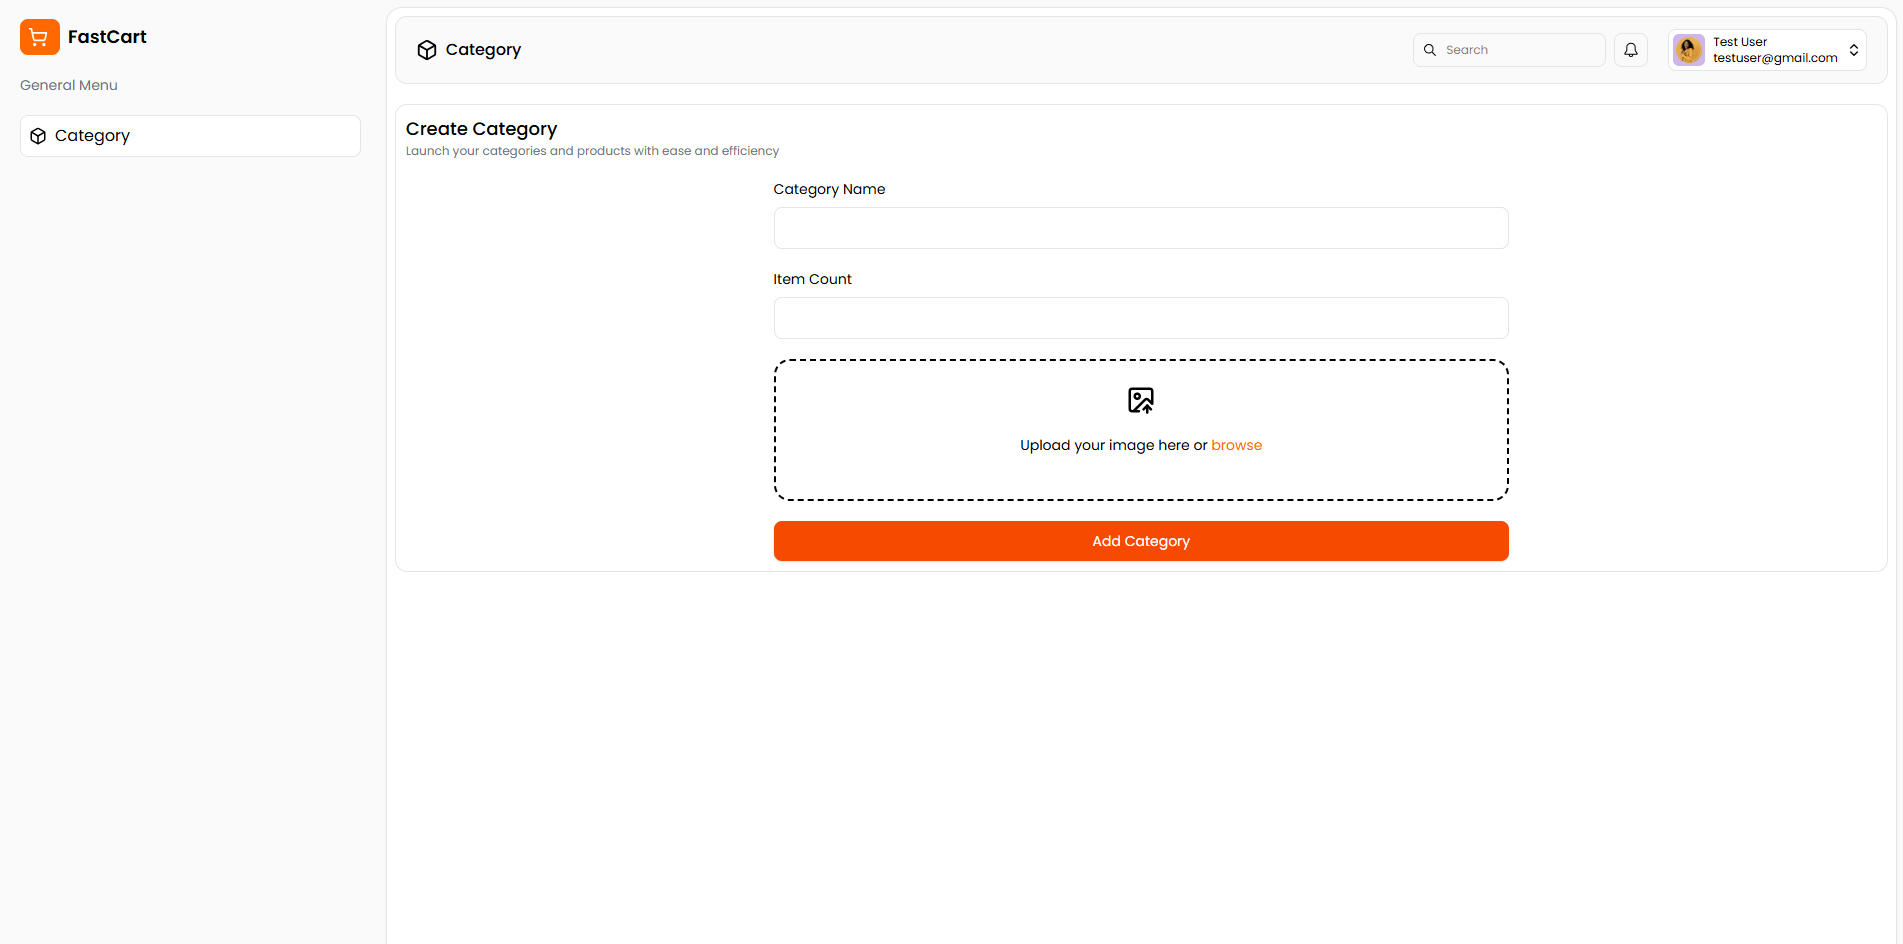 FastCart
General Menu
Category
Category
Search
Test User
testuser@gmail.com
Create Category
Launch your categories and products with ease and efficiency
Category Name
Item Count
Upload your image here or browse
Add Category